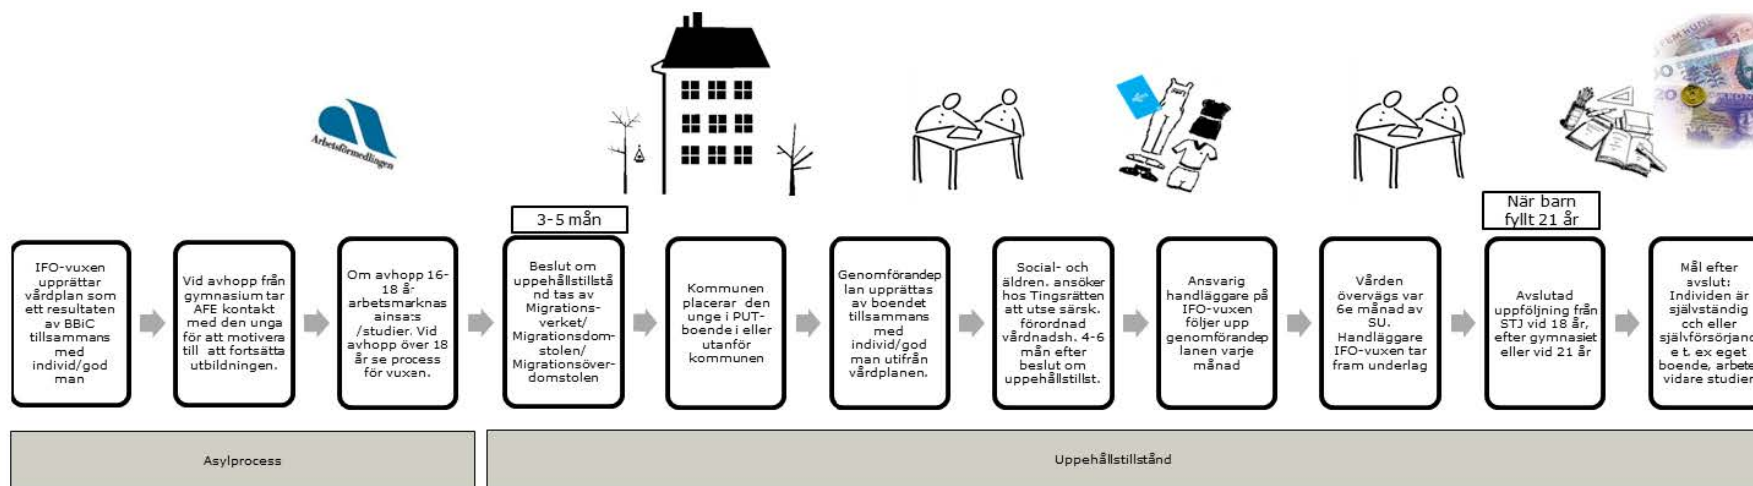 Arbetsförmedlingen
3-5 mån
När barn
fyllt 21 år
IFO-vuxen
upprättar
vårdplan som
ett resultaten
av BBiC
tillsammans
med
individ/god
man
Vid avhopp från
gymnasium tar
AFE kontakt
med den unga
för att motivera
till att fortsätta
utbildningen.
Om avhopp 16-
18 år-
arbetsmarknas
ainsats
/studier. Vid
avhopp över 18
år se process
för vuxen.
Beslut om
uppehållstillstå
nd tas av
Migrations-
verket/
Migrationsdom-
stolen/
Migrationsöver-
domstolen
Kommunen
placerar den
unge i PUT-
boende i eller
utanför
kommunen
Genomförandep
lan upprättas
av boendet
tillsammans
med
individ/god
man utifrån
vårdplanen.
Social- och
äldren. ansöker
hos Tingsrätten
att utse särsk.
förordnad
vårdnadsh. 4-6
mån efter
beslut om
uppehållstillst.
Ansvarig
handläggare på
IFO-vuxen
följer upp
genomförandep
lanen varje
månad
Vården
övervägs var
6e månad av
SU.
Handläggare
IFO-vuxen tar
fram underlag
Avslutad
uppföljning från
STJ vid 18 år,
efter gymnasiet
eller vid 21 år
Mål efter
avslut:
Individen är
självständig
och eller
självförsörjand
e t. ex eget
boende, arbete
vidare studier
Asylprocess
Uppehållstillstånd